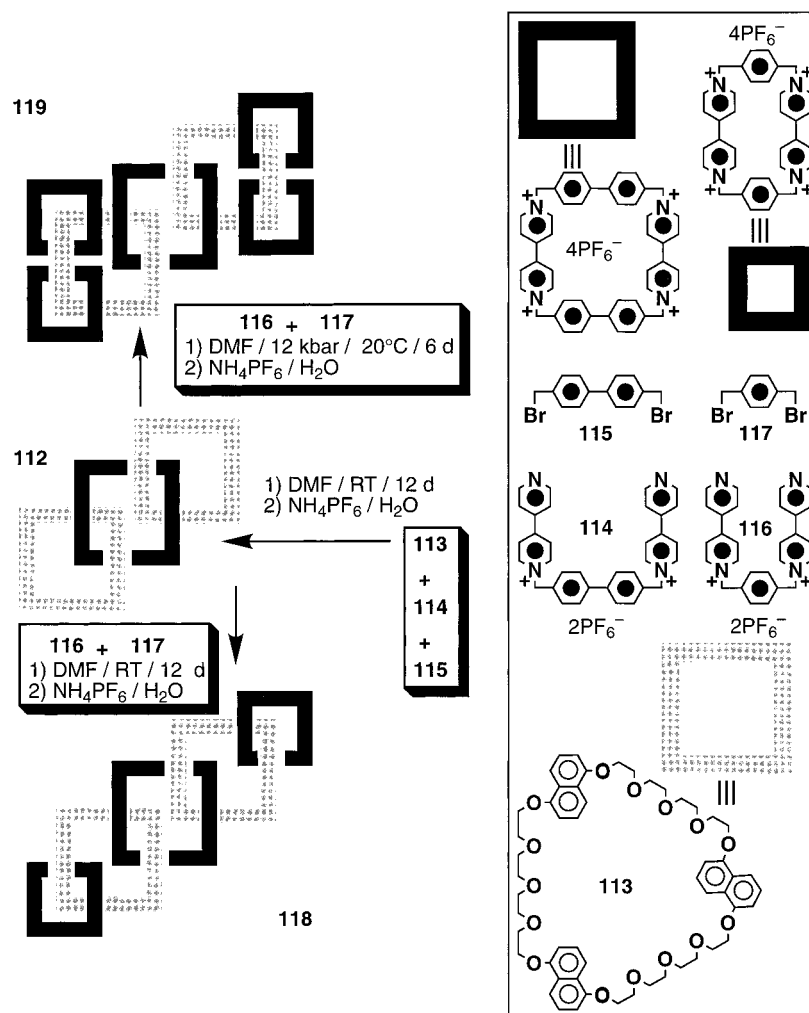 119
116 + 117
1) DMF / 12 kbar / 20°C / 6 d
2) NH₄PF₆ / H₂O
112
1) DMF / RT / 12 d
2) NH₄PF₆ / H₂O
113
+
114
+
115
116 + 117
1) DMF / RT / 12 d
2) NH₄PF₆ / H₂O
118
4PF₆⁻
+N N+
+N N+
4PF₆⁻
+N N+
+N N+
Br Br
115
Br Br
117
N N
114
+N N+
2PF₆⁻
N N
116
+N N+
2PF₆⁻
O O O O O
O O
O
O 113
O O
O O O O O